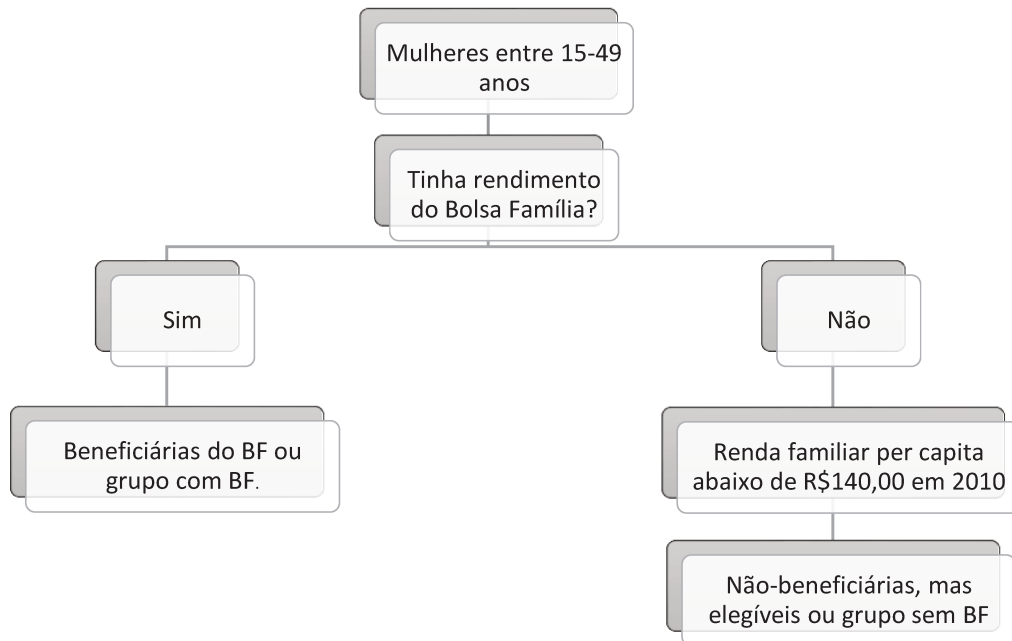 Mulheres entre 15-49
anos
Tinha rendimento
do Bolsa Família?
Sim
Não
Beneficiárias do BF ou
grupo com BF.
Renda familiar per capita
abaixo de R$140,00 em 2010
Não-beneficiárias, mas
elegíveis ou grupo sem BF